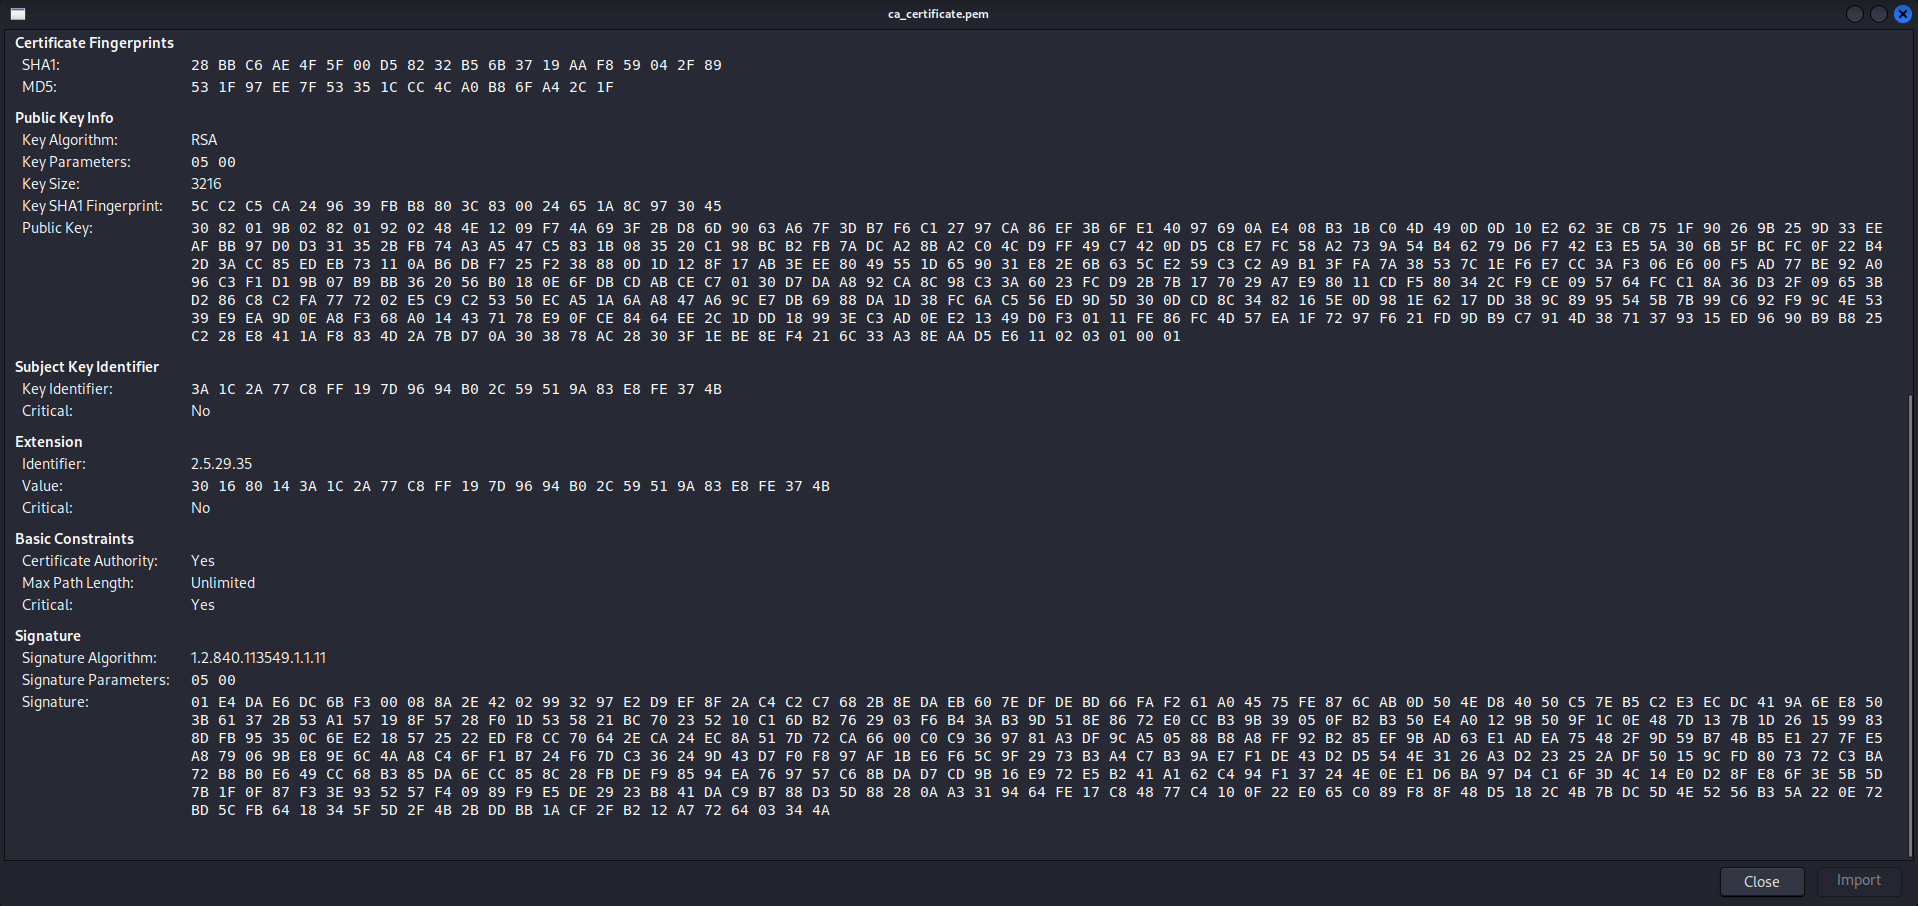 ca_certificate.pem
Certificate Fingerprints
SHA1: 28 BB C6 AE 4F 5F 00 D5 82 32 B5 6B 37 19 AA F8 59 04 2F 89
MD5: 53 1F 97 EE 7F 53 35 1C CC 4C A0 B8 6F A4 2C 1F
Public Key Info
Key Algorithm: RSA
Key Parameters: 05 00
Key Size: 3216
Key SHA1 Fingerprint: 5C C2 C5 CA 24 96 39 FB B8 80 3C 83 00 24 65 1A 8C 97 30 45
Public Key: 30 82 01 9B 02 82 01 92 02 48 4E 12 09 F7 4A 69 3F 2B D8 6D 90 63 A6 7F 3D B7 F6 C1 27 97 CA 86 EF 3B 6F E1 40 97 69 0A E4 08 B3 1B C0 4D 49 0D 0D 10 E2 62 3E CB 75 1F 90 26 9B 25 9D 33 EE
AF BB 97 D0 D3 31 35 2B FB 74 A3 A5 47 C5 83 1B 08 35 20 C1 98 BC B2 FB 7A DC A2 8B A2 C0 4C D9 FF 49 C7 42 0D D5 C8 E7 FC 58 A2 73 9A 54 B4 62 79 D6 F7 42 E3 E5 5A 30 6B 5F BC FC 0F 22 B4
2D 3A CC 85 ED EB 73 11 0A B6 DB F7 25 F2 38 88 0D 1D 12 8F 17 AB 3E EE 80 49 55 1D 65 90 31 E8 2E 6B 63 5C E2 59 C3 C2 A9 B1 3F FA 7A 38 53 7C 1E F6 E7 CC 3A F3 06 E6 00 F5 AD 77 BE 92 A0
96 C3 F1 D1 9B 07 B9 BB 36 20 56 B0 18 0E 6F DB CD AB CE C7 01 30 D7 DA A8 92 CA 8C 98 C3 3A 60 23 FC D9 2B 7B 17 70 29 A7 E9 80 11 CD F5 80 34 2C F9 CE 09 57 64 FC C1 8A 36 D3 2F 09 65 3B
D2 86 C8 C2 FA 77 72 02 E5 C9 C2 53 50 EC A5 1A 6A A8 47 A6 9C E7 DB 69 88 DA 1D 38 FC 6A C5 56 ED 9D 5D 30 0D CD 8C 34 82 16 5E 0D 98 1E 62 17 DD 38 9C 89 95 54 5B 7B 99 C6 92 F9 9C 4E 53
39 E9 EA 9D 0E A8 F3 68 A0 14 43 71 78 E9 0F CE 84 64 EE 2C 1D DD 18 99 3E C3 AD 0E E2 13 49 D0 F3 01 11 FE 86 FC 4D 57 EA 1F 72 97 F6 21 FD 9D B9 C7 91 4D 38 71 37 93 15 ED 96 90 B9 B8 25
C2 28 E8 41 1A F8 83 4D 2A 7B D7 0A 30 38 78 AC 28 30 3F 1E BE 8E F4 21 6C 33 A3 8E AA D5 E6 11 02 03 01 00 01
Subject Key Identifier
Key Identifier: 3A 1C 2A 77 C8 FF 19 7D 96 94 B0 2C 59 51 9A 83 E8 FE 37 4B
Critical: No
Extension
Identifier: 2.5.29.35
Value: 30 16 80 14 3A 1C 2A 77 C8 FF 19 7D 96 94 B0 2C 59 51 9A 83 E8 FE 37 4B
Critical: No
Basic Constraints
Certificate Authority: Yes
Max Path Length: Unlimited
Critical: Yes
Signature
Signature Algorithm: 1.2.840.113549.1.1.11
Signature Parameters: 05 00
Signature: 01 E4 DA E6 DC 6B F3 00 08 8A 2E 42 02 99 32 97 E2 D9 EF 8F 2A C4 C2 C7 68 2B 8E DA EB 60 7E DF DE BD 66 FA F2 61 A0 45 75 FE 87 6C AB 0D 50 4E D8 40 50 C5 7E B5 C2 E3 EC DC 41 9A 6E E8 50
3B 61 37 2B 53 A1 57 19 8F 57 28 F0 1D 53 58 21 BC 70 23 52 10 C1 6D B2 76 29 03 F6 B4 3A B3 9D 51 8E 86 72 E0 CC B3 9B 39 05 0F B2 B3 50 E4 A0 12 9B 50 9F 1C 0E 48 7D 13 7B 1D 26 15 99 83
8D FB 95 35 0C 6E E2 18 57 25 22 ED F8 CC 70 64 2E CA 24 EC 8A 51 7D 72 CA 66 00 C0 C9 36 97 81 A3 DF 9C A5 05 88 B8 A8 FF 92 B2 85 EF 9B AD 63 E1 AD EA 75 48 2F 9D 59 B7 4B B5 E1 27 7F E5
A8 79 06 9B E8 9E 6C 4A A8 C4 6F F1 B7 24 F6 7D C3 36 24 9D 43 D7 F0 F8 97 AF 1B E6 F6 5C 9F 29 73 B3 A4 C7 B3 9A E7 F1 DE 43 D2 D5 54 4E 31 26 A3 D2 23 25 2A DF 50 15 9C FD 80 73 72 C3 BA
72 B8 B0 E6 49 CC 68 B3 85 DA 6E CC 85 8C 28 FB DE F9 85 94 EA 76 97 57 C6 8B DA D7 CD 9B 16 E9 72 E5 B2 41 A1 62 C4 94 F1 37 24 4E 0E E1 D6 BA 97 D4 C1 6F 3D 4C 14 E0 D2 8F E8 6F 3E 5B 5D
7B 1F 0F 87 F3 3E 93 52 57 F4 09 89 F9 E5 DE 29 23 B8 41 DA C9 B7 88 D3 5D 88 28 0A A3 31 94 64 FE 17 C8 48 77 C4 10 0F 22 E0 65 C0 89 F8 8F 48 D5 18 2C 4B 7B DC 5D 4E 52 56 B3 5A 22 0E 72
BD 5C FB 64 18 34 5F 5D 2F 4B 2B DD BB 1A CF 2F B2 12 A7 72 64 03 34 4A
Close Import